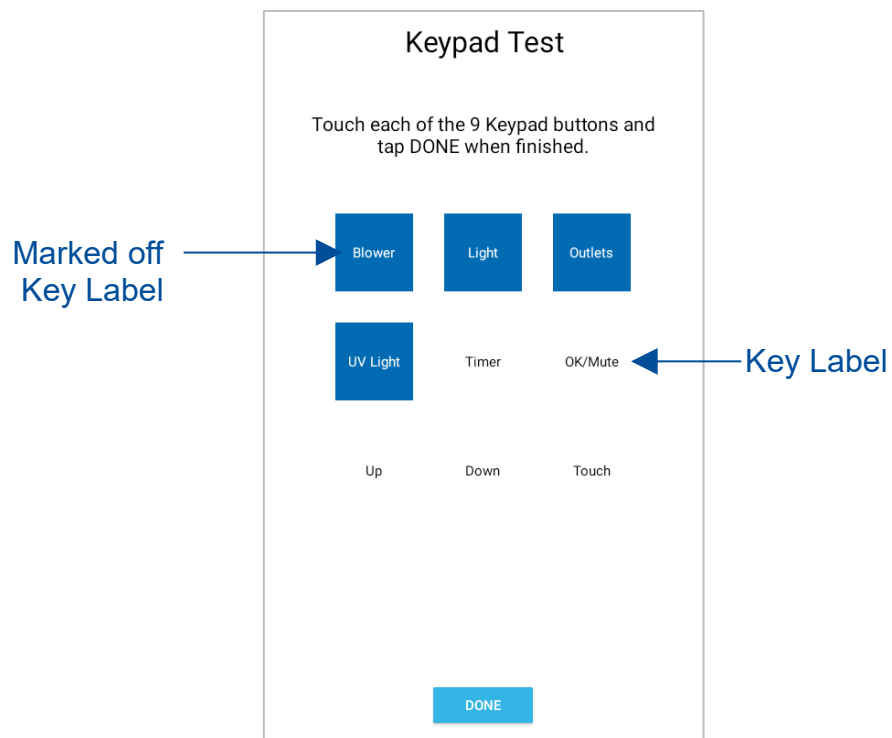 Keypad Test
Touch each of the 9 Keypad buttons and
tap DONE when finished.
Marked off
Key Label
Blower
Light
Outlets
UV Light
Timer
OK/Mute
Key Label
Up
Down
Touch
DONE